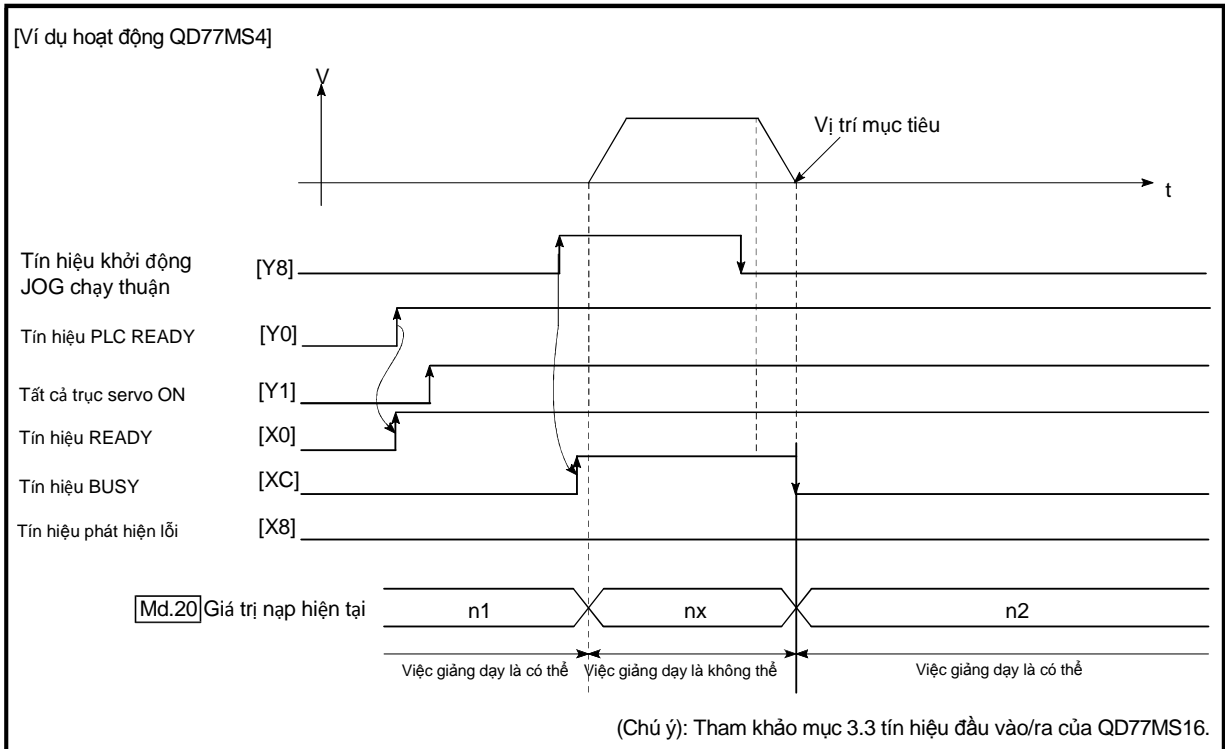 [Ví dụ hoạt động QD77MS4]
V
Vị trí mục tiêu
t
Tín hiệu khởi động
JOG chạy thuận
[Y8]
Tín hiệu PLC READY [Y0]
Tất cả trục servo ON [Y1]
Tín hiệu READY [X0]
Tín hiệu BUSY [XC]
Tín hiệu phát hiện lỗi [X8]
Md.20 Giá trị nạp hiện tại n1 nx n2
Việc giảng dạy là có thể Việc giảng dạy là không thể Việc giảng dạy là có thể
(Chú ý): Tham khảo mục 3.3 tín hiệu đầu vào/ra của QD77MS16.